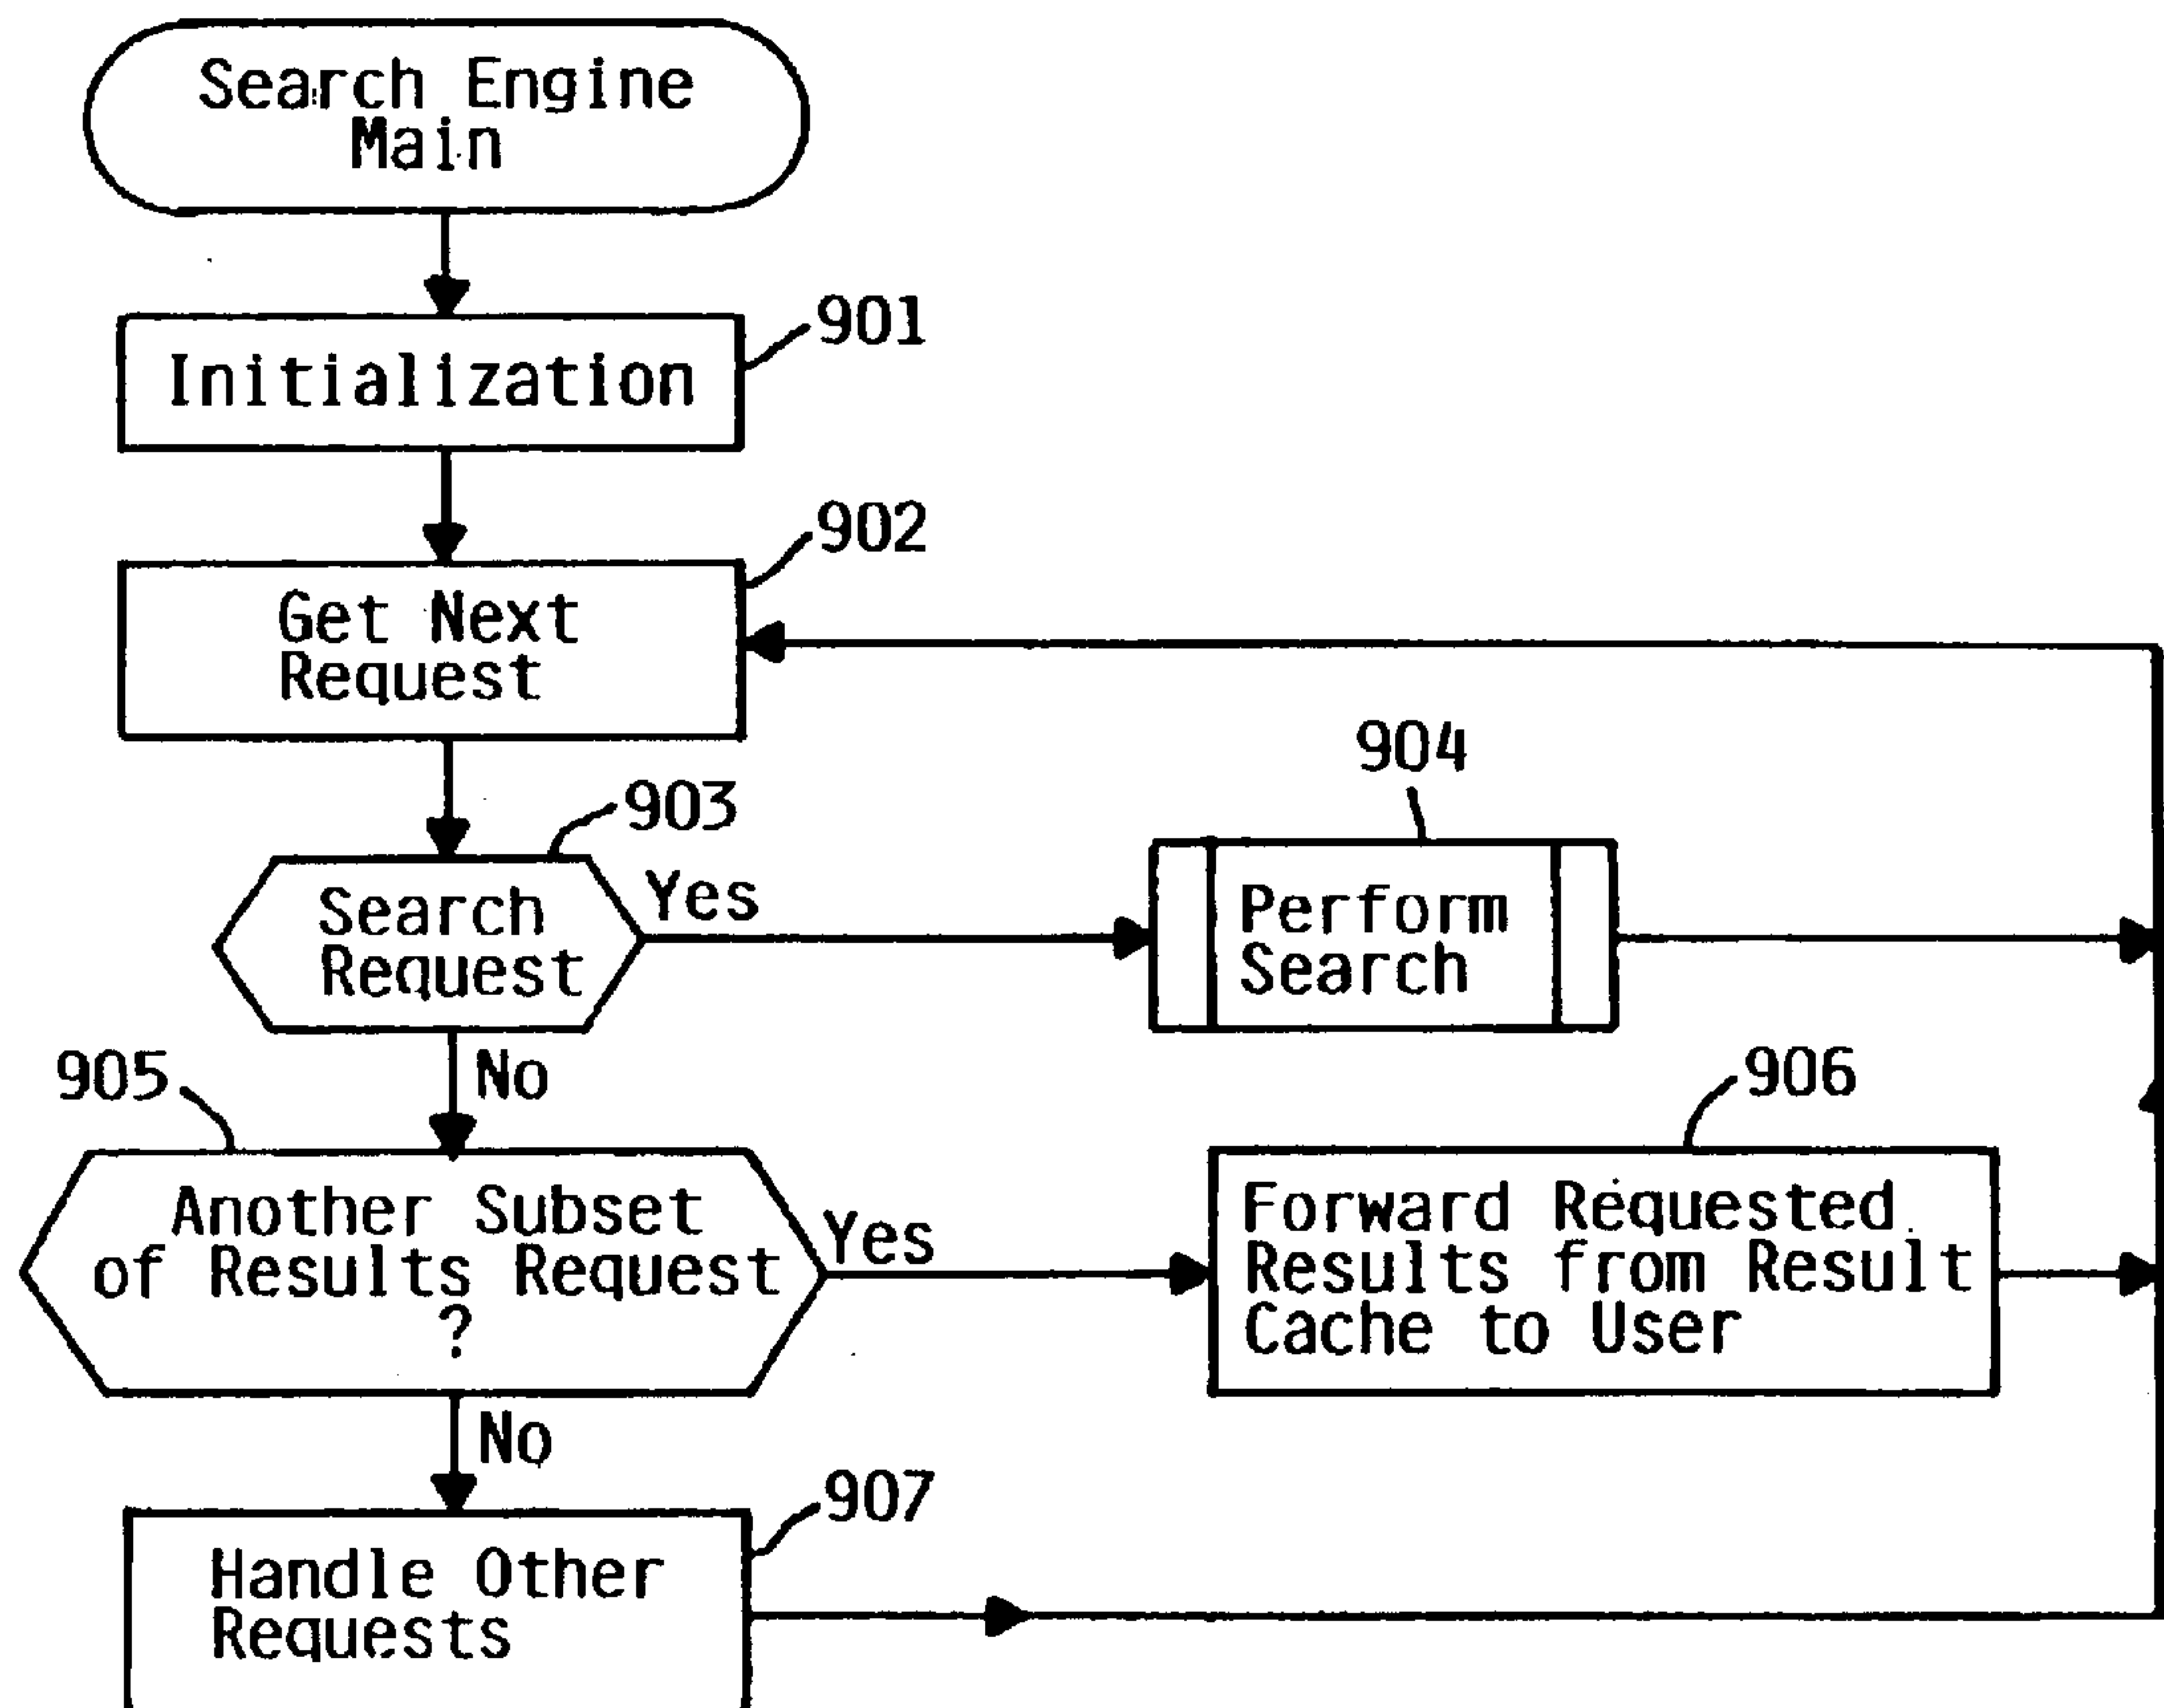 Search Engine
Main
901
Initialization
902
Get Next
Request
903
904
Search
Request
Yes
Perform
Search
905
No
906
Another Subset
of Results Request
?
Yes
Forward Requested
Results from Result
Cache to User
No
907
Handle Other
Requests